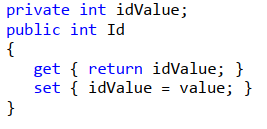 private int idValue;
public int Id
{
   get { return idValue; }
   set { idValue = value; }
}